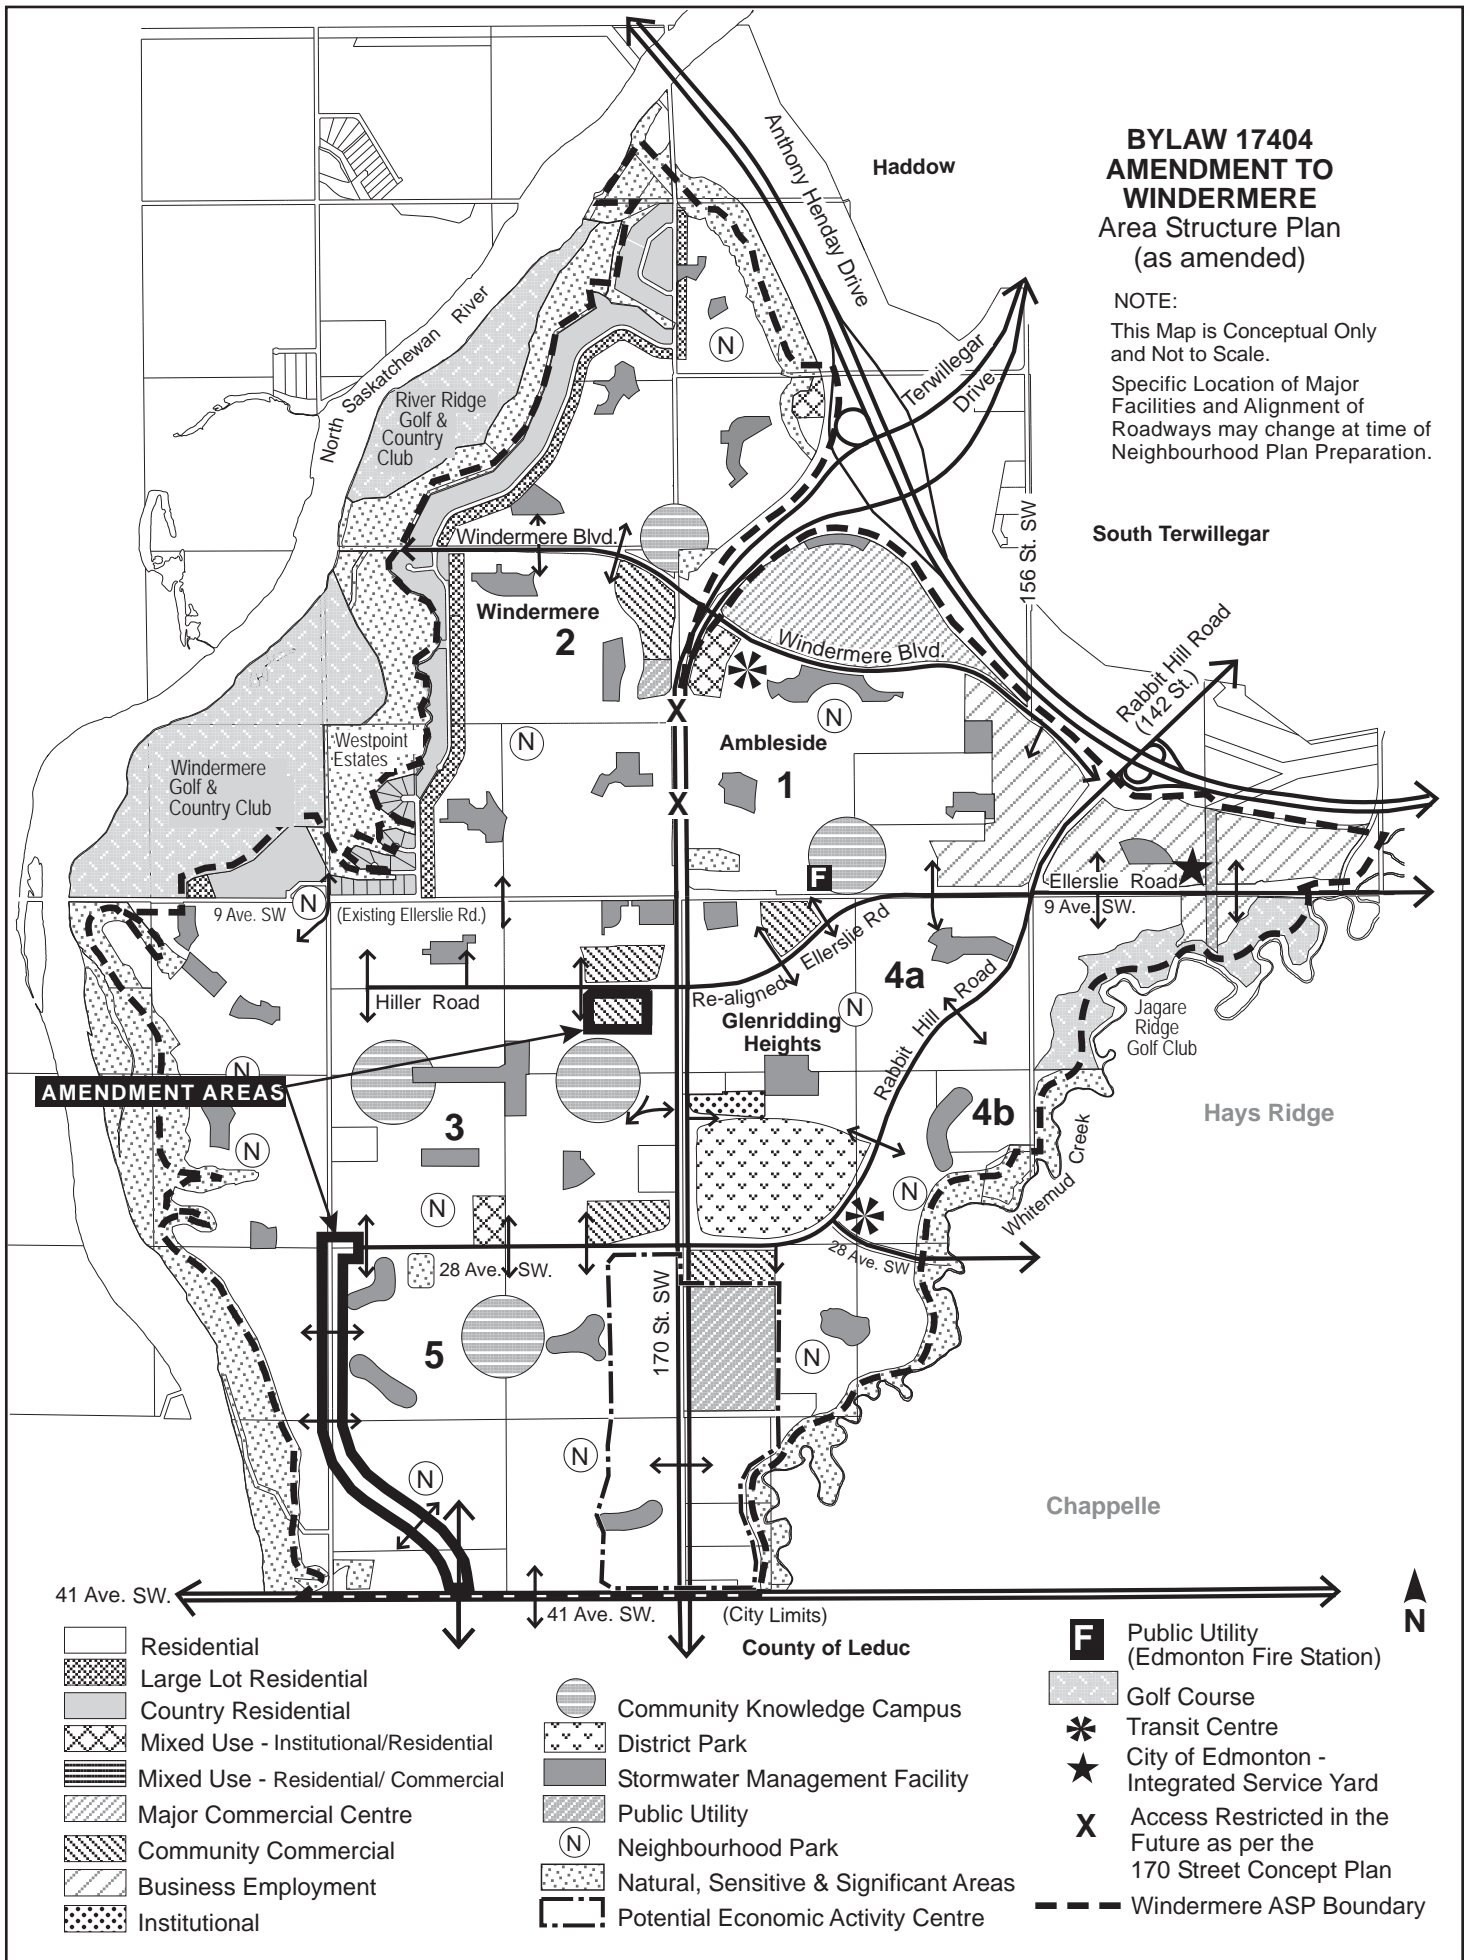 BYLAW 17404
AMENDMENT TO
WINDERMERE
Area Structure Plan
(as amended)
NOTE:
This Map is Conceptual Only
and Not to Scale.
Specific Location of Major
Facilities and Alignment of
Roadways may change at time of
Neighbourhood Plan Preparation.
Haddow
Anthony Henday Drive
Terwillegar
Drive
North Saskatchewan River
River Ridge
Golf &
Country
Club
N
156 St. SW
South Terwillegar
Windermere Blvd.
Windermere
2
Windermere Blvd.
Rabbit Hill Road
(142 St.)
N
X
N
Westpoint
Estates
Ambleside
1
X
Windermere
Golf &
Country Club
F
Ellerslie Road
9 Ave. SW.
N
9 Ave. SW
(Existing Ellerslie Rd.)
Re-aligned Ellerslie Rd
4a
Hiller Road
N
Glenridding
Heights
Rabbit Hill Road
Jagare
Ridge
Golf Club
N
AMENDMENT AREAS
3
4b
Hays Ridge
N
N
N
Whitemud Creek
28 Ave. SW.
28 Ave. SW
170 St. SW
5
N
N
N
Chappelle
41 Ave. SW.
41 Ave. SW.
(City Limits)
County of Leduc
N
Residential
Large Lot Residential
Country Residential
Mixed Use - Institutional/Residential
Mixed Use - Residential/ Commercial
Major Commercial Centre
Community Commercial
Business Employment
Institutional
Community Knowledge Campus
District Park
Stormwater Management Facility
Public Utility
N
Neighbourhood Park
Natural, Sensitive & Significant Areas
Potential Economic Activity Centre
F
Public Utility
(Edmonton Fire Station)
Golf Course
Transit Centre
City of Edmonton -
Integrated Service Yard
X
Access Restricted in the
Future as per the
170 Street Concept Plan
Windermere ASP Boundary